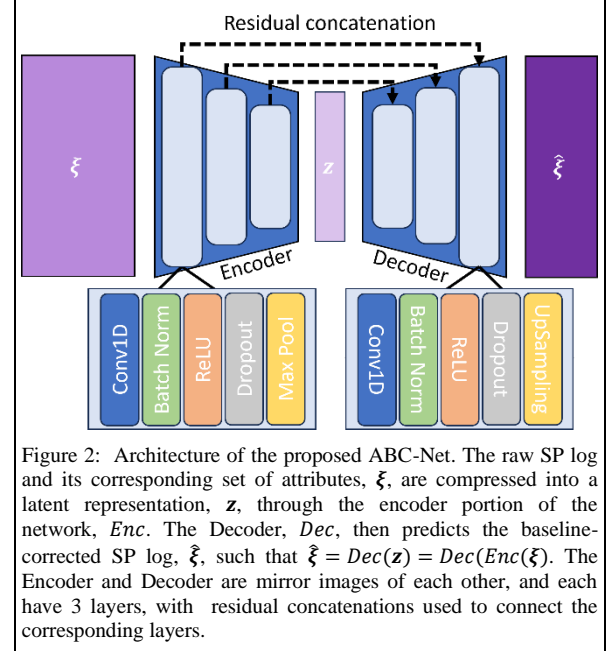 Residual concatenation
ξ
z
ξ̂
Encoder
Decoder
Conv1D
Batch Norm
ReLU
Dropout
Max Pool
Conv1D
Batch Norm
ReLU
Dropout
UpSampling
Figure 2: Architecture of the proposed ABC-Net. The raw SP log
and its corresponding set of attributes, ξ, are compressed into a
latent representation, z, through the encoder portion of the
network, Enc. The Decoder, Dec, then predicts the baseline-
corrected SP log, ξ̂, such that ξ̂ = Dec(z) = Dec(Enc(ξ). The
Encoder and Decoder are mirror images of each other, and each
have 3 layers, with residual concatenations used to connect the
corresponding layers.